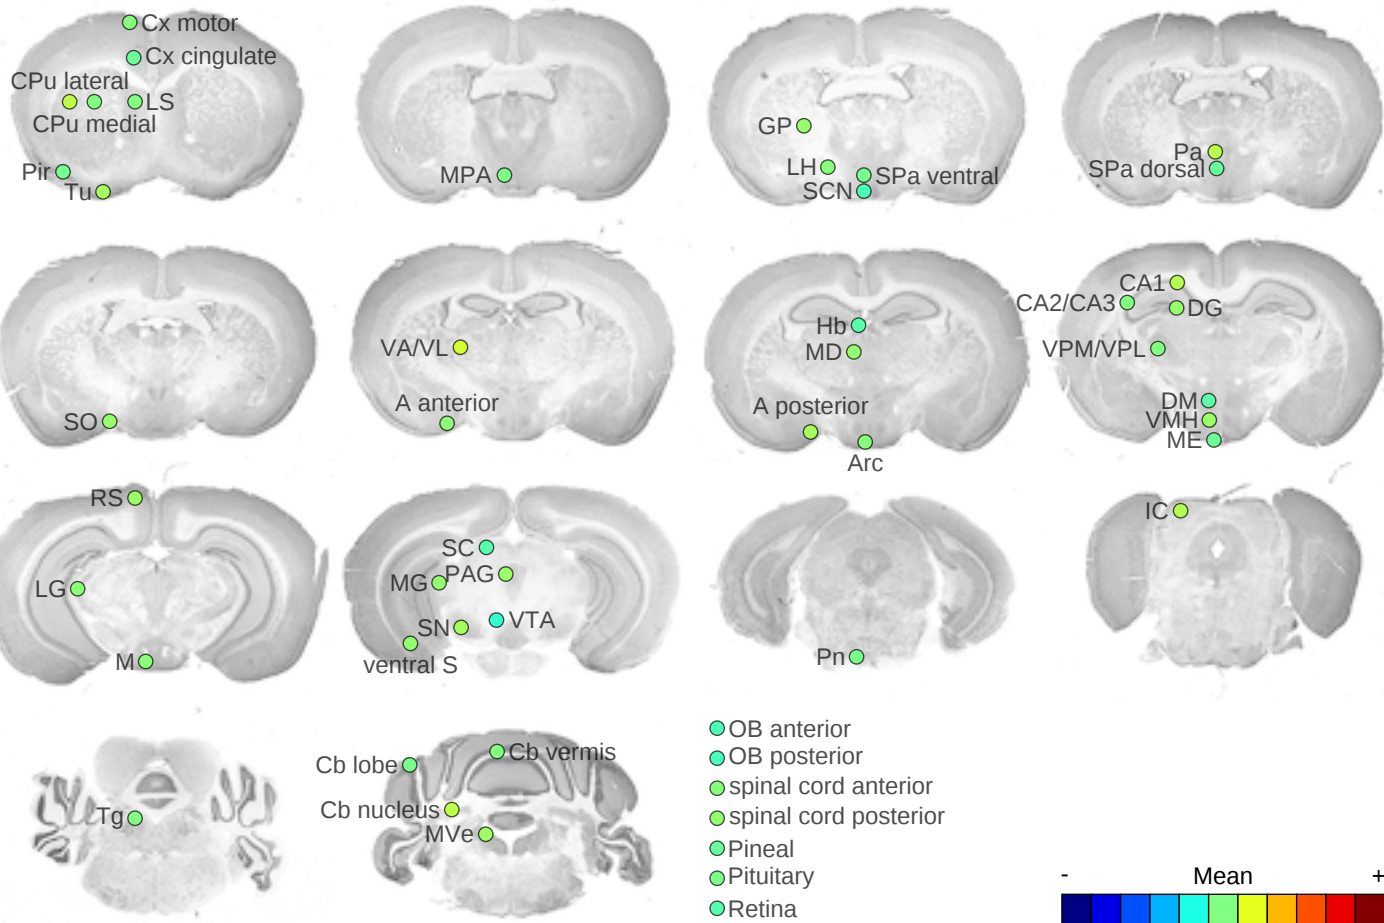 Cx motor
Cx cingulate
CPu lateral
LS
CPu medial
Pir
Tu
MPA
GP
LH
SPa ventral
SCN
Pa
SPa dorsal
SO
VA/VL
A anterior
Hb
MD
A posterior
Arc
CA1
CA2/CA3
DG
VPM/VPL
DM
VMH
ME
RS
LG
M
SC
MG
PAG
SN
VTA
ventral S
Pn
IC
Tg
Cb lobe
Cb vermis
Cb nucleus
MVe
OB anterior
OB posterior
spinal cord anterior
spinal cord posterior
Pineal
Pituitary
Retina
- Mean +